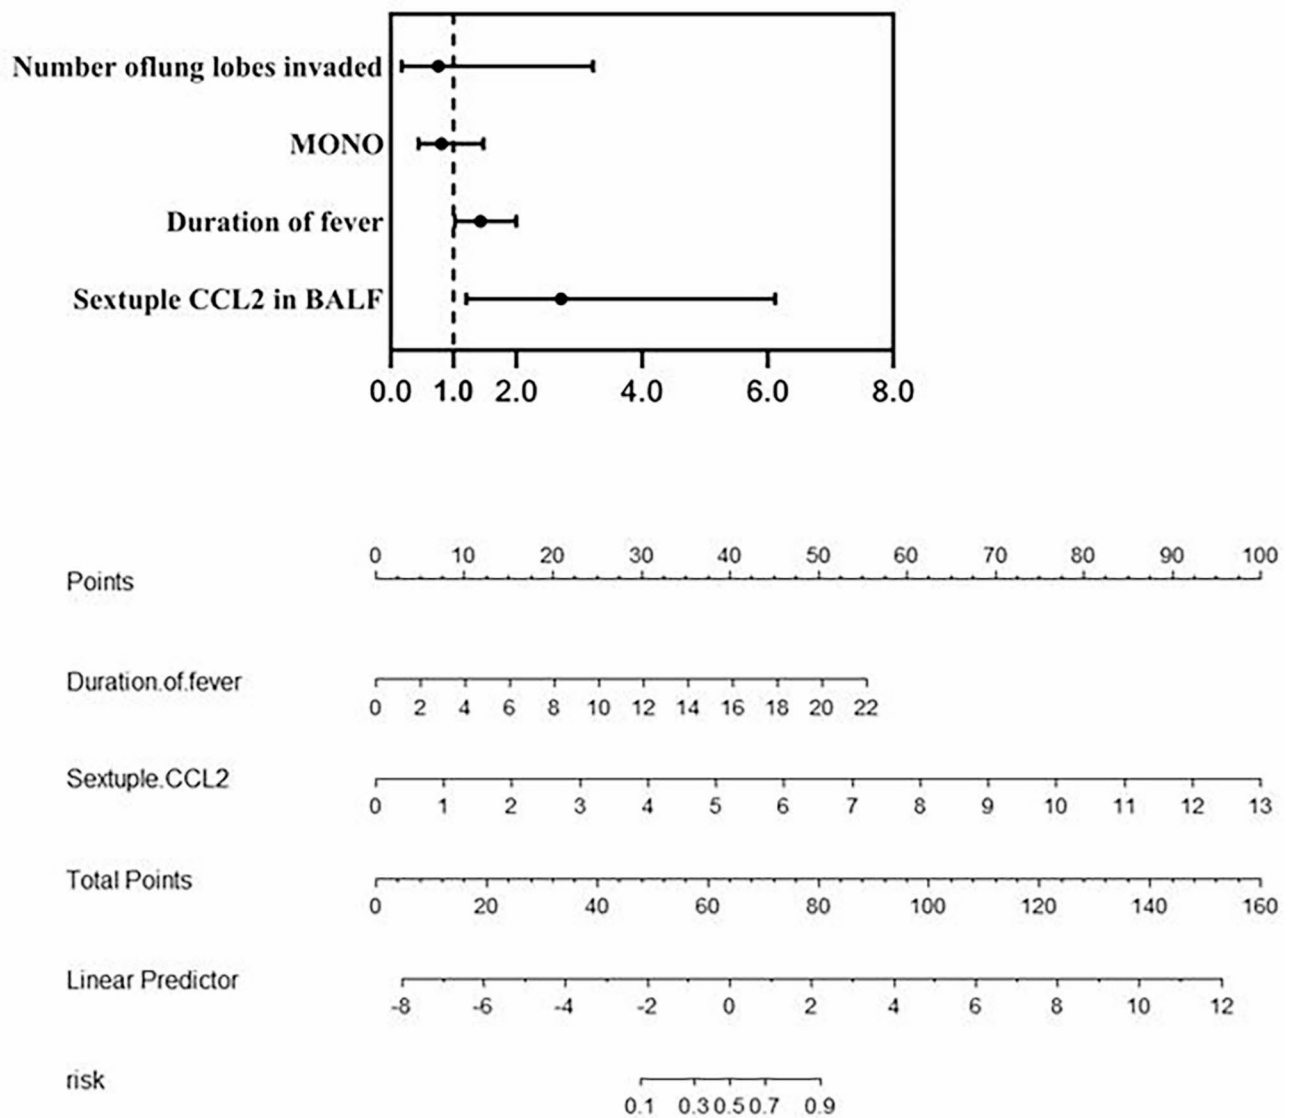 Number oflung lobes invaded
MONO
Duration of fever
Sextuple CCL2 in BALF
0.0 1.0 2.0 4.0 6.0 8.0
0 10 20 30 40 50 60 70 80 90 100
Points
Duration.of.fever
0 2 4 6 8 10 12 14 16 18 20 22
Sextuple.CCL2
0 1 2 3 4 5 6 7 8 9 10 11 12 13
Total Points
0 20 40 60 80 100 120 140 160
Linear Predictor
-8 -6 -4 -2 0 2 4 6 8 10 12
risk
0.1 0.3 0.5 0.7 0.9